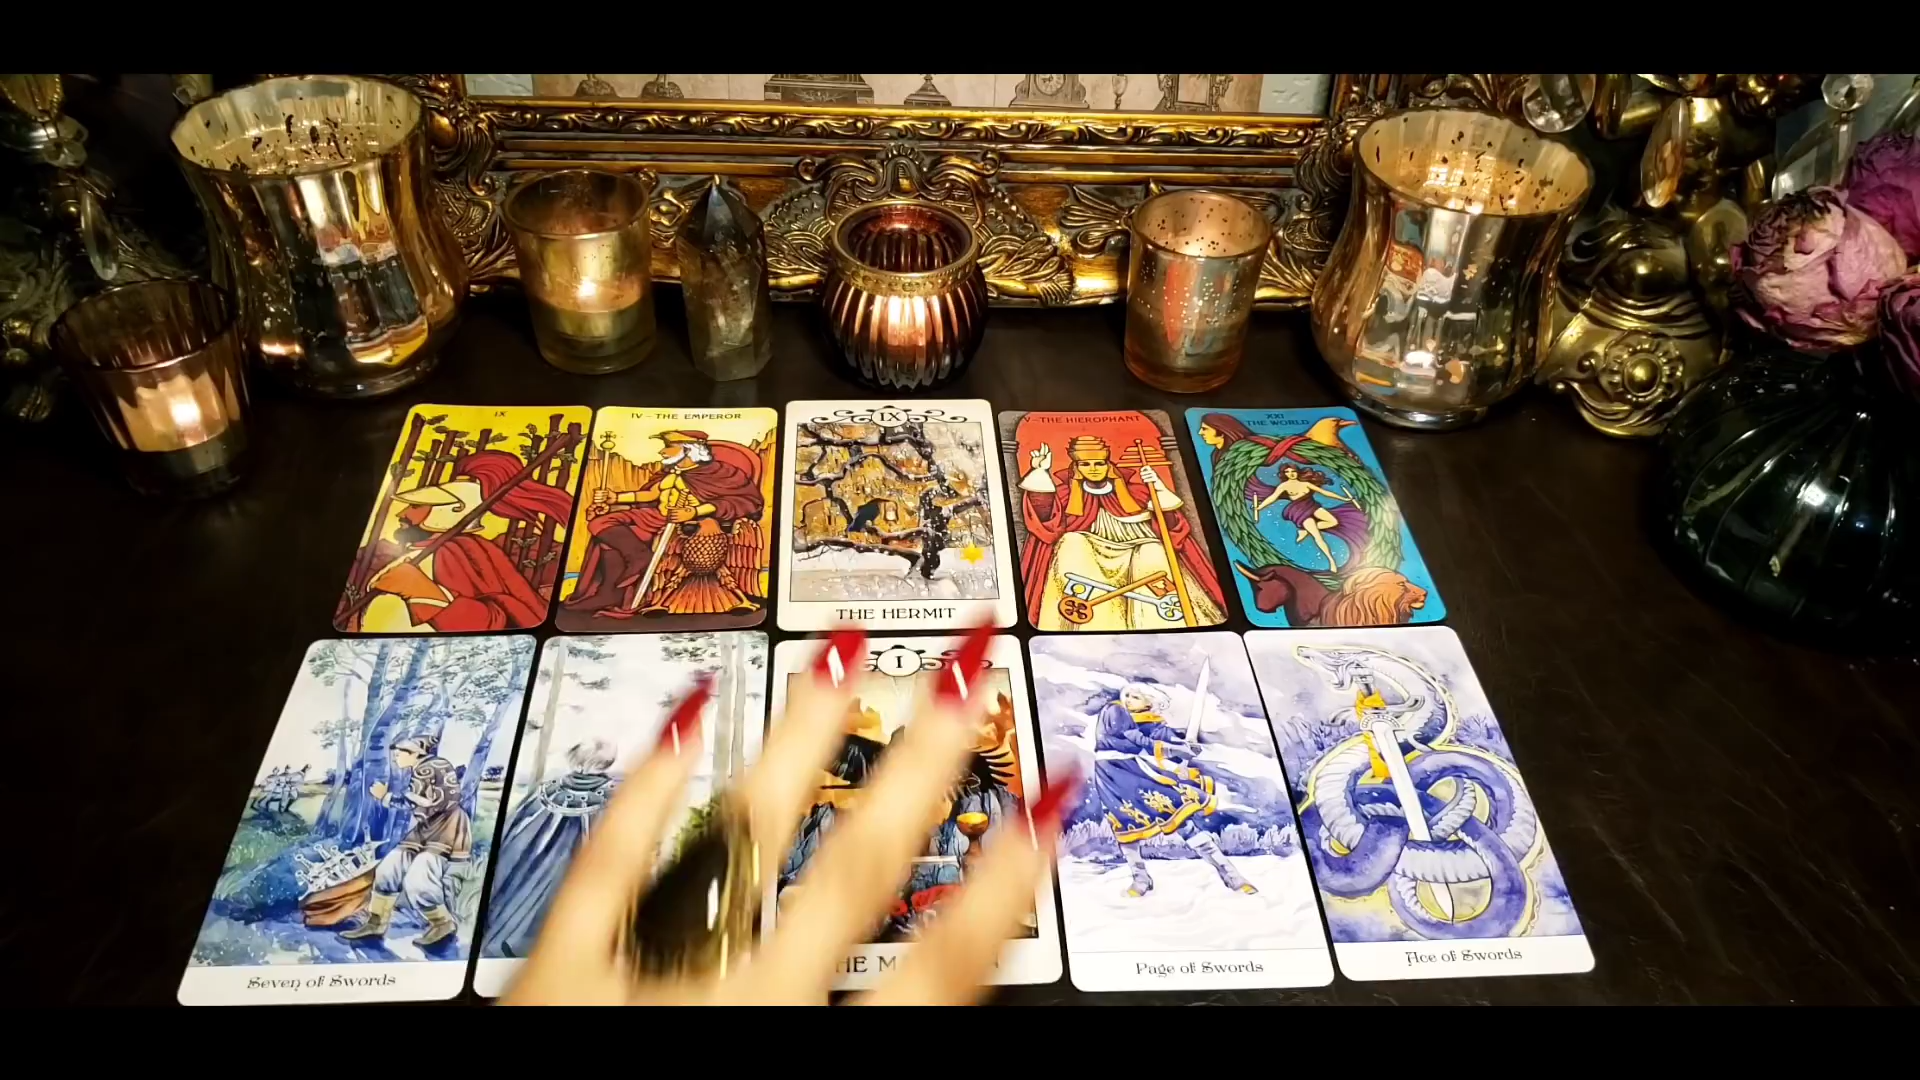 IX
IV - THE EMPEROR
IX
THE HERMIT
V - THE HIEROPHANT
XXI
THE WORLD
Seven of Swords
I
THE M
Page of Swords
Ace of Swords